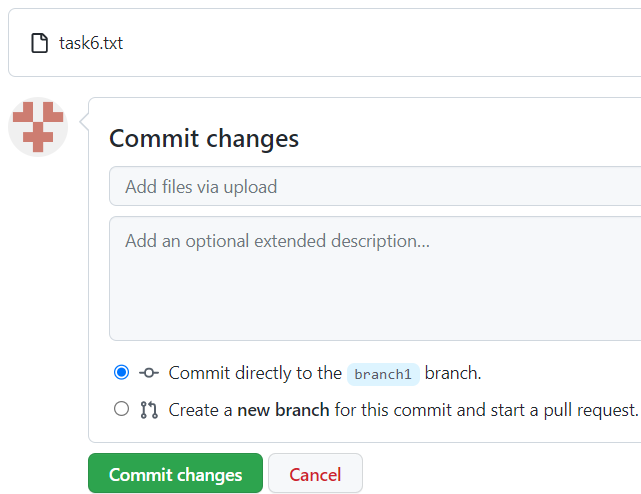 task6.txt
Commit changes
Add files via upload
Add an optional extended description…
Commit directly to the branch1 branch.
Create a new branch for this commit and start a pull request.
Commit changes Cancel